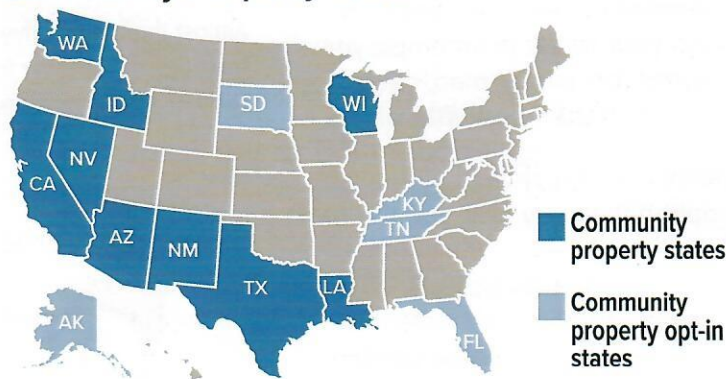 WA
ID
SD
WI
NV
CA
KY
TN
AZ
NM
TX
LA
AK
FL
Community
property states
Community
property opt-in
states